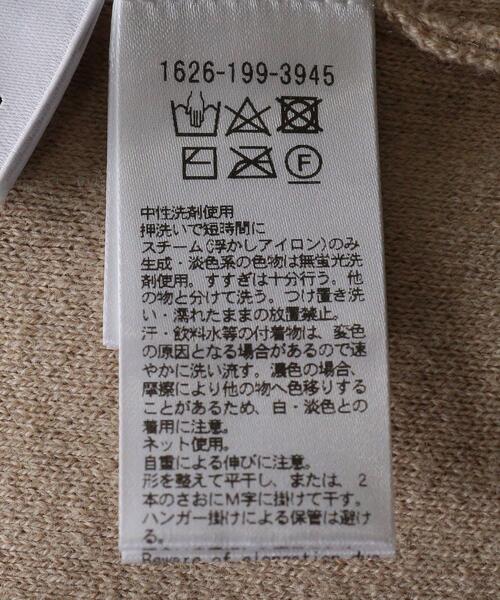 1626-199-3945
F
中性洗剤使用
押洗いで短時間に
スチーム(浮かしアイロン)のみ
生成・淡色系の色物は無蛍光洗
剤使用。すすぎは十分行う。他
の物と分けて洗う。つけ置き洗
い・濡れたままの放置禁止。
汗・飲料水等の付着物は、変色
の原因となる場合があるので速
やかに洗い流す。濃色の場合、
摩擦により他の物へ色移りする
ことがあるため、白・淡色との
着用に注意。
ネット使用。
自重による伸びに注意。
形を整えて平干し、または、2
本のさおにM字に掛けて干す。
ハンガー掛けによる保管は避け
る。
Beware of elongation due